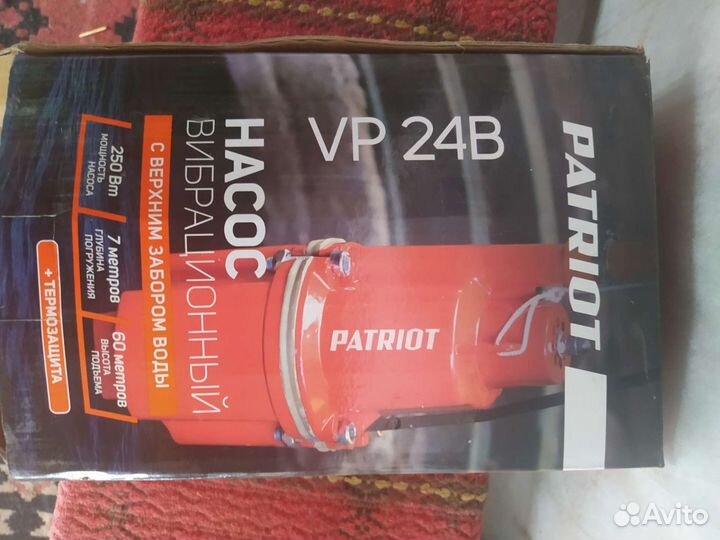 PATRIOT
VP 24B
НАСОС
ВИБРАЦИОННЫЙ
С ВЕРХНИМ ЗАБОРОМ ВОДЫ
250 Вт
МОЩНОСТЬ
НАСОСА
7 метров
ГЛУБИНА
ПОГРУЖЕНИЯ
60 метров
ВЫСОТА
ПОДЪЕМА
+ ТЕРМОЗАЩИТА
PATRIOT
Avito